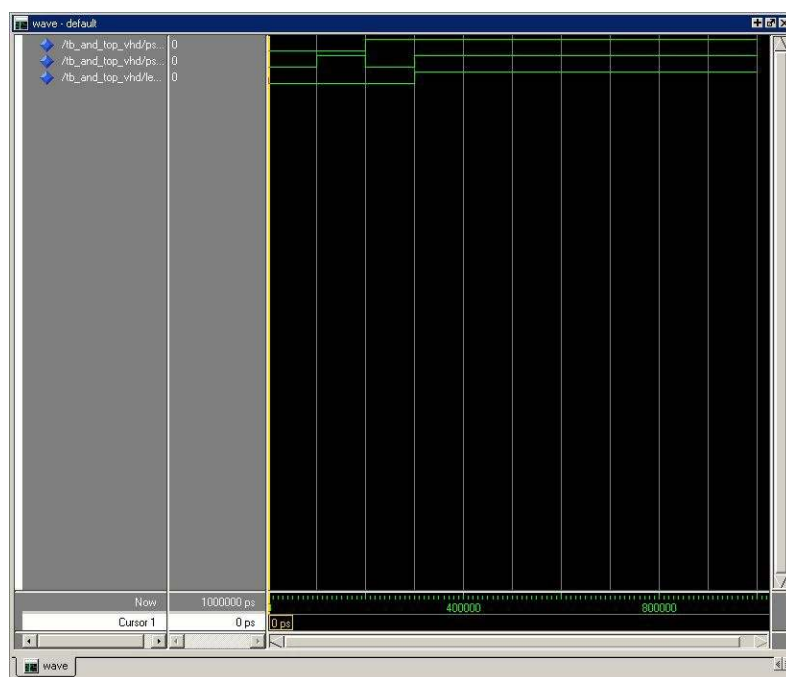 wave - default
/tb_and_top_vhd/ps... 0
/tb_and_top_vhd/ps... 0
/tb_and_top_vhd/le... 0
Now 1000000 ps 400000 800000
Cursor 1 0 ps 0 ps
wave